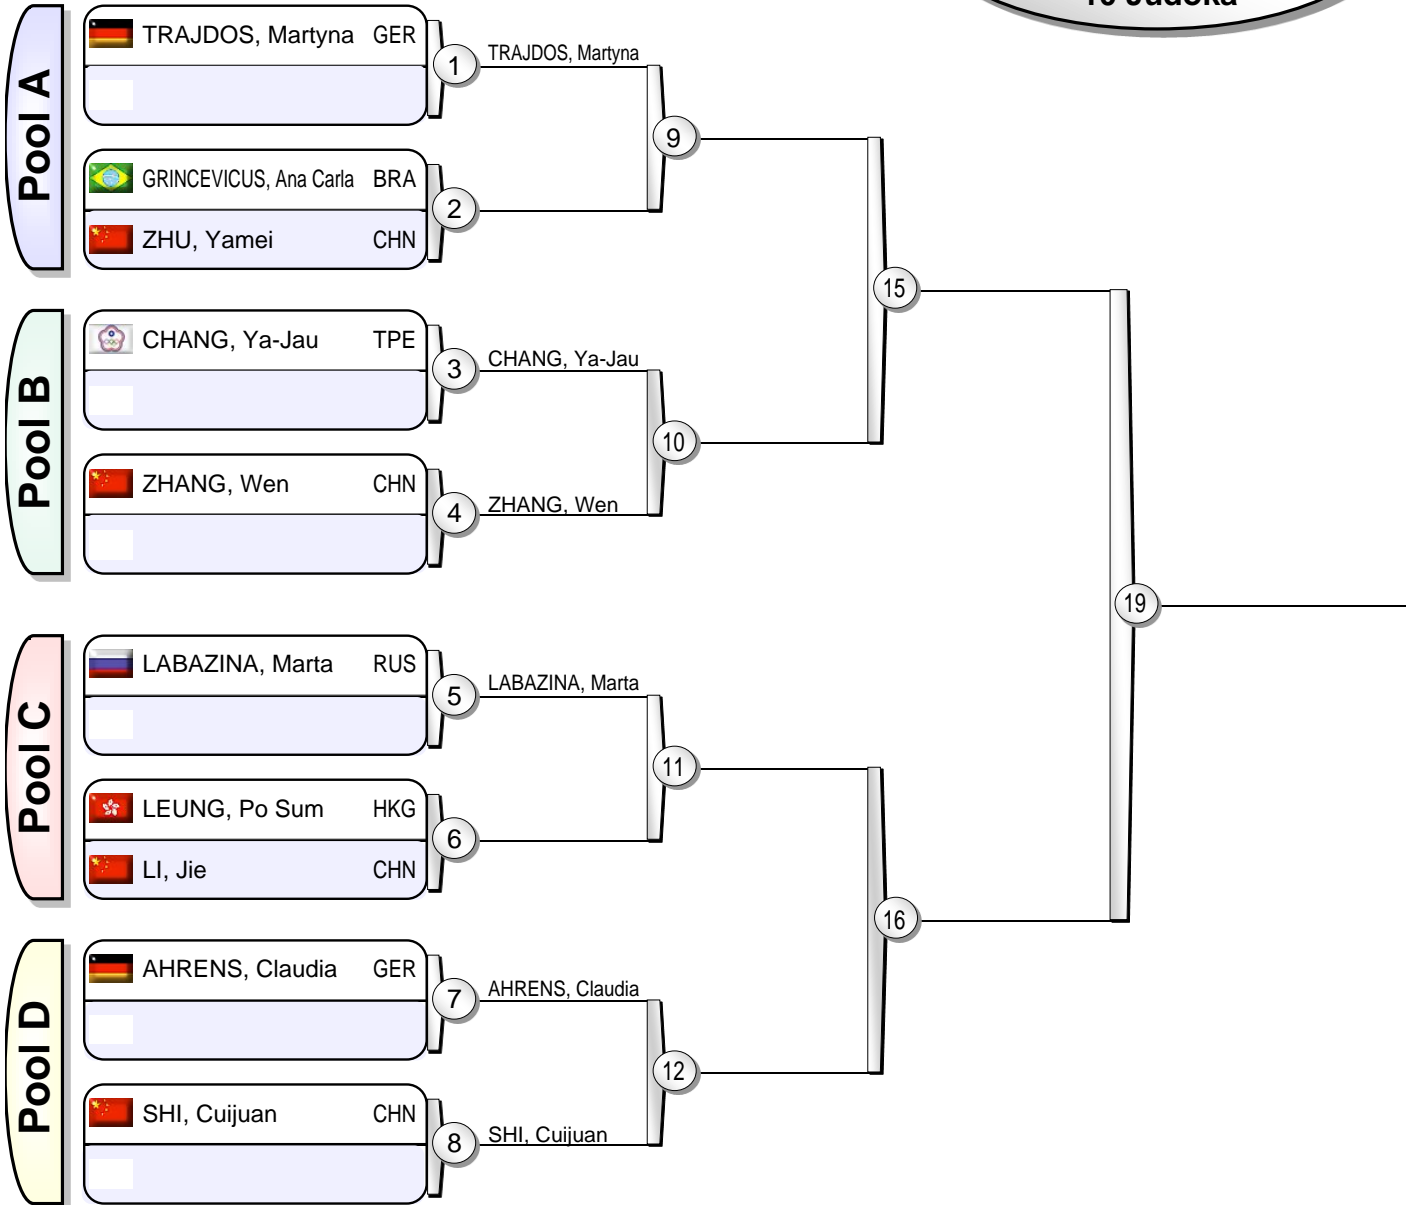 10 Judoka
Pool A
TRAJDOS, Martyna GER
1
TRAJDOS, Martyna
9
GRINCEVICUS, Ana Carla BRA
ZHU, Yamei CHN
2
15
Pool B
CHANG, Ya-Jau TPE
3
CHANG, Ya-Jau
10
ZHANG, Wen CHN
4
ZHANG, Wen
19
Pool C
LABAZINA, Marta RUS
5
LABAZINA, Marta
11
LEUNG, Po Sum HKG
LI, Jie CHN
6
16
Pool D
AHRENS, Claudia GER
7
AHRENS, Claudia
12
SHI, Cuijuan CHN
8
SHI, Cuijuan